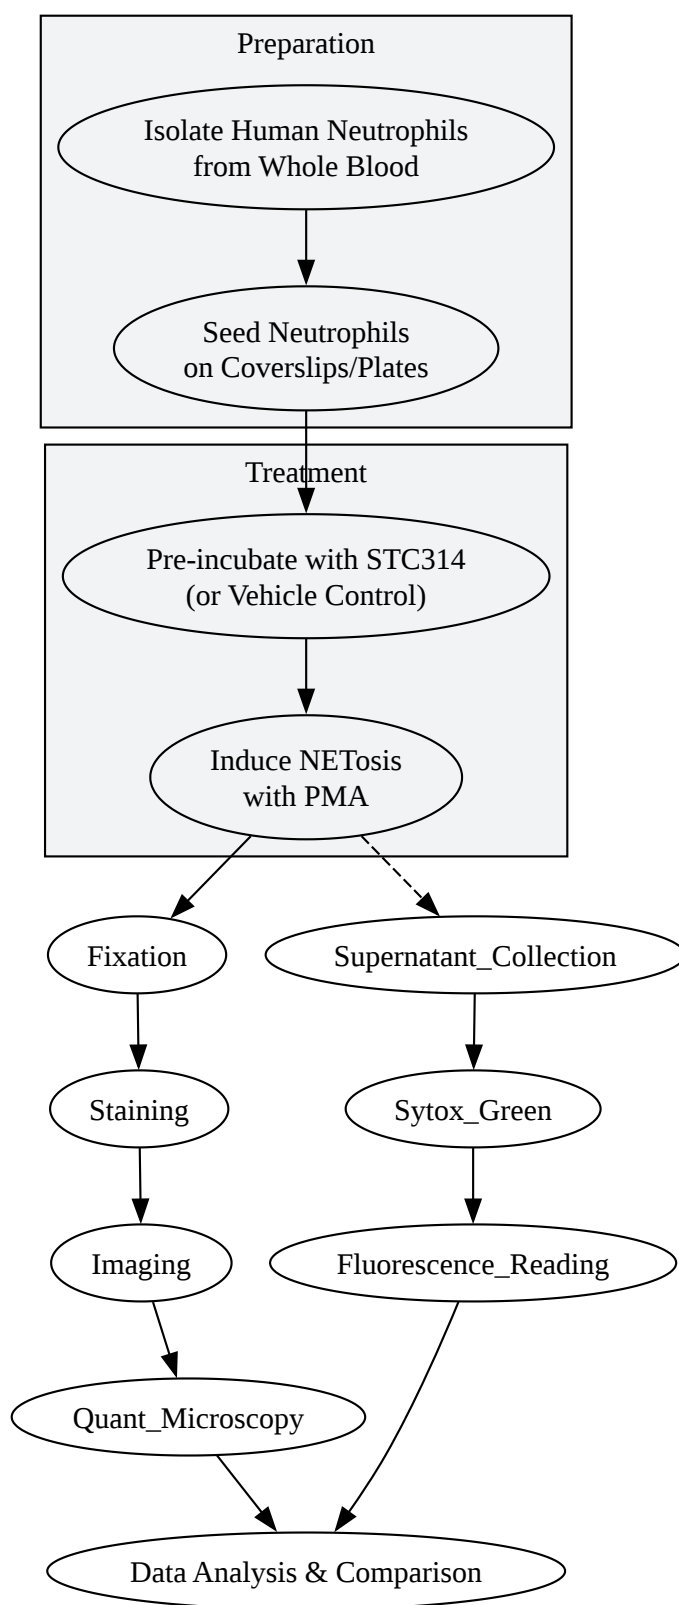 Preparation
Isolate Human Neutrophils
from Whole Blood
Seed Neutrophils
on Coverslips/Plates
Treatment
Pre-incubate with STC314
(or Vehicle Control)
Induce NETosis
with PMA
Fixation
Supernatant_Collection
Staining
Sytox_Green
Imaging
Fluorescence_Reading
Quant_Microscopy
Data Analysis & Comparison